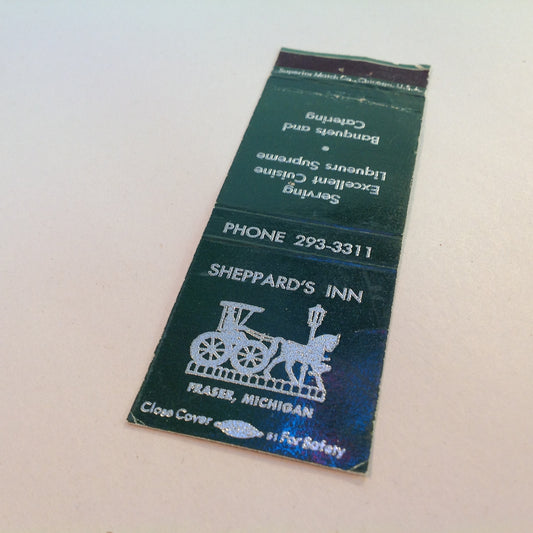 Superior Match Co., Chicago, U.S.A.
Serving
Excellent Cuisine
Liqueurs Supreme
•
Banquets and
Catering
PHONE 293-3311
SHEPPARD'S INN
FRASER, MICHIGAN
Close Cover 51 For Safety